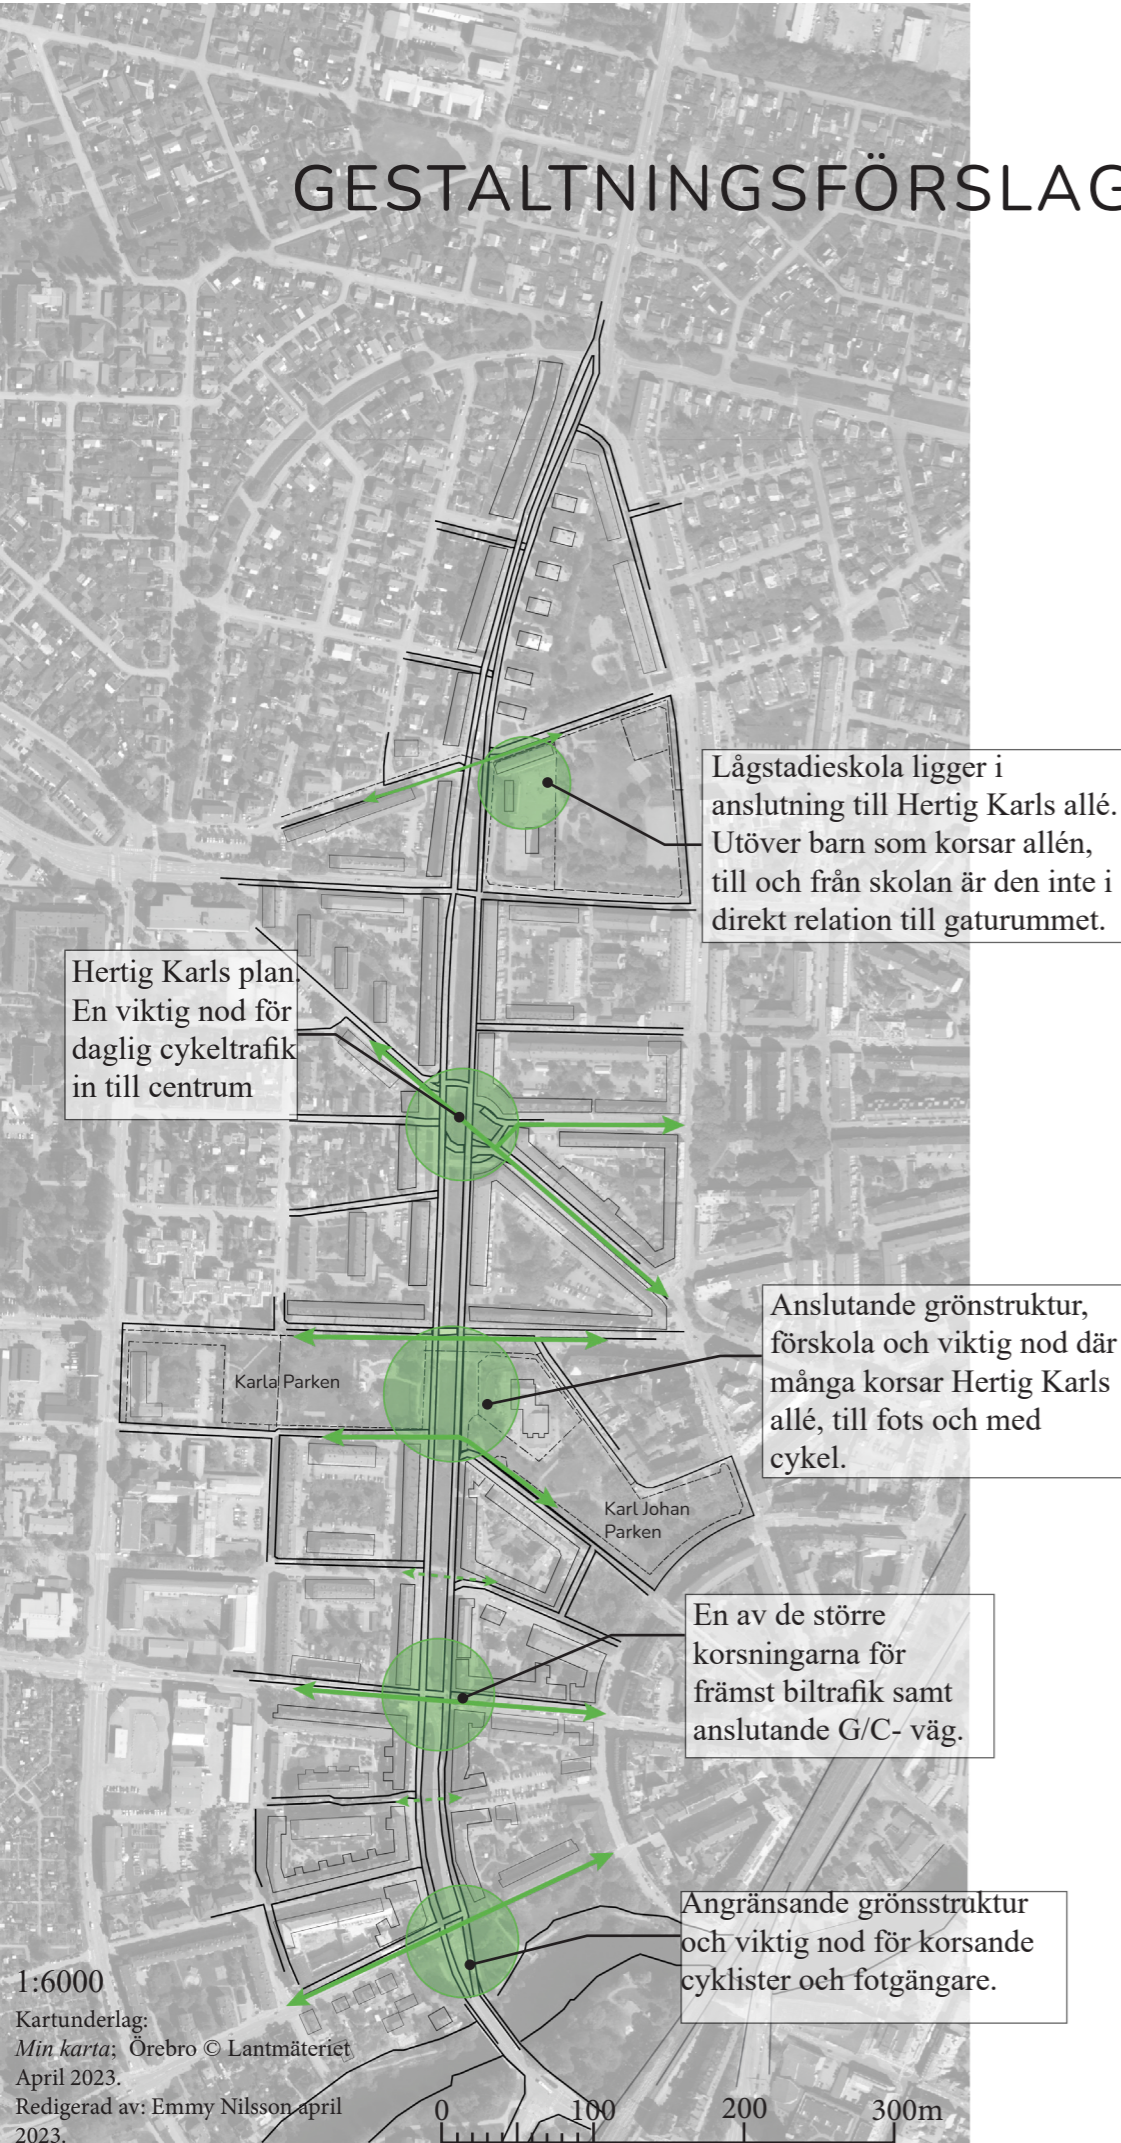 GESTALTNINGSFÖRSLAG
Lågstadieskola ligger i
anslutning till Hertig Karls allé.
Utöver barn som korsar allén,
till och från skolan är den inte i
direkt relation till gaturummet.
Hertig Karls plan.
En viktig nod för
daglig cykeltrafik
in till centrum
Anslutande grönstruktur,
förskola och viktig nod där
många korsar Hertig Karls
allé, till fots och med
cykel.
Karla Parken
Karl Johan
Parken
En av de större
korsningarna för
främst biltrafik samt
anslutande G/C- väg.
Angränsande grönsstruktur
och viktig nod för korsande
cyklister och fotgängare.
1:6000
Kartunderlag:
Min karta; Örebro © Lantmäteriet
April 2023.
Redigerad av: Emmy Nilsson april
2023.
0 100 200 300m